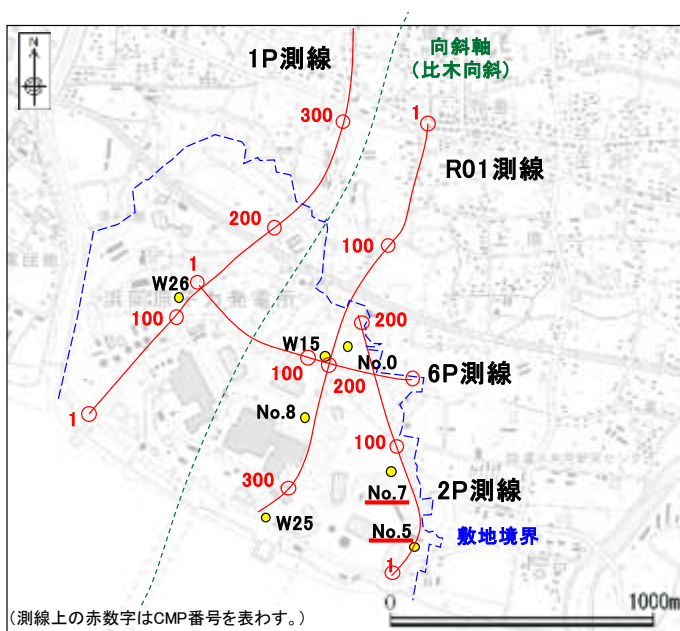 N
1P測線
向斜軸
(比木向斜)
300
1
R01測線
200
100
1
W26
100
200
W15
No.0
100
200
6P測線
1
No.8
100
300
No.7
2P測線
W25
No.5
敷地境界
1
0
1000m
(測線上の赤数字はCMP番号を表わす。)